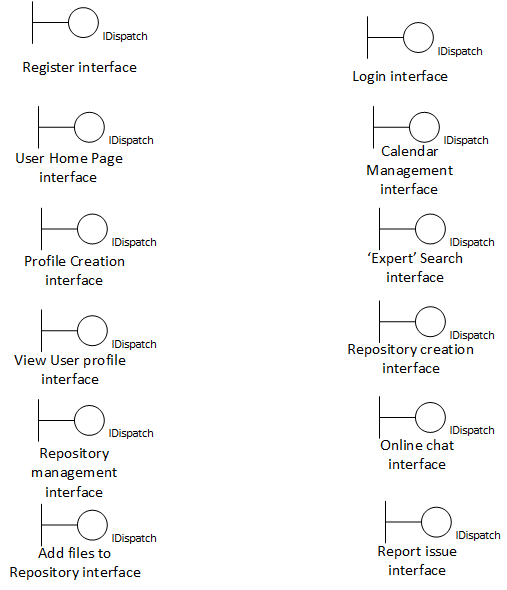 IDispatch
Register interface
IDispatch
Login interface
IDispatch
User Home Page
interface
IDispatch
Calendar
Management
interface
IDispatch
Profile Creation
interface
IDispatch
‘Expert’ Search
interface
IDispatch
View User profile
interface
IDispatch
Repository creation
interface
IDispatch
Repository
management
interface
IDispatch
Online chat
interface
IDispatch
Add files to
Repository interface
IDispatch
Report issue
interface